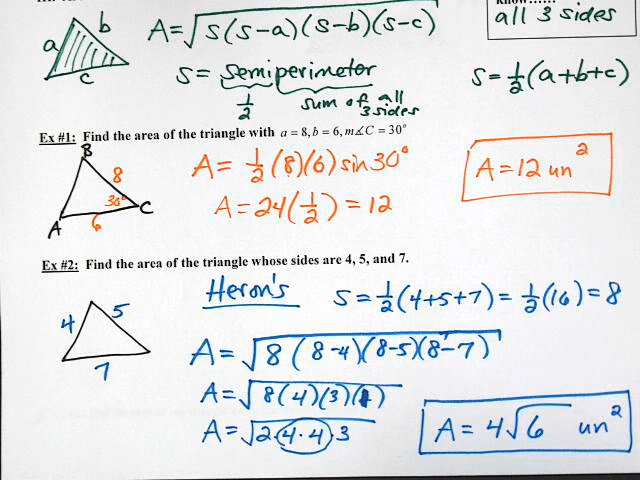 know......
all 3 sides
a b c
A = √s(s-a)(s-b)(s-c)
s = semiperimeter
1/2 sum of all 3 sides
s = 1/2(a+b+c)
Ex #1: Find the area of the triangle with a = 8, b = 6, m∡C = 30°
B 8 30° C A 6
A = 1/2(8)(6) sin 30°
A = 24(1/2) = 12
A = 12 un²
Ex #2: Find the area of the triangle whose sides are 4, 5, and 7.
Heron's s = 1/2(4+5+7) = 1/2(16) = 8
4 5 7
A = √8(8-4)(8-5)(8-7)
A = √8(4)(3)(1)
A = √2·4·4·3
A = 4√6 un²